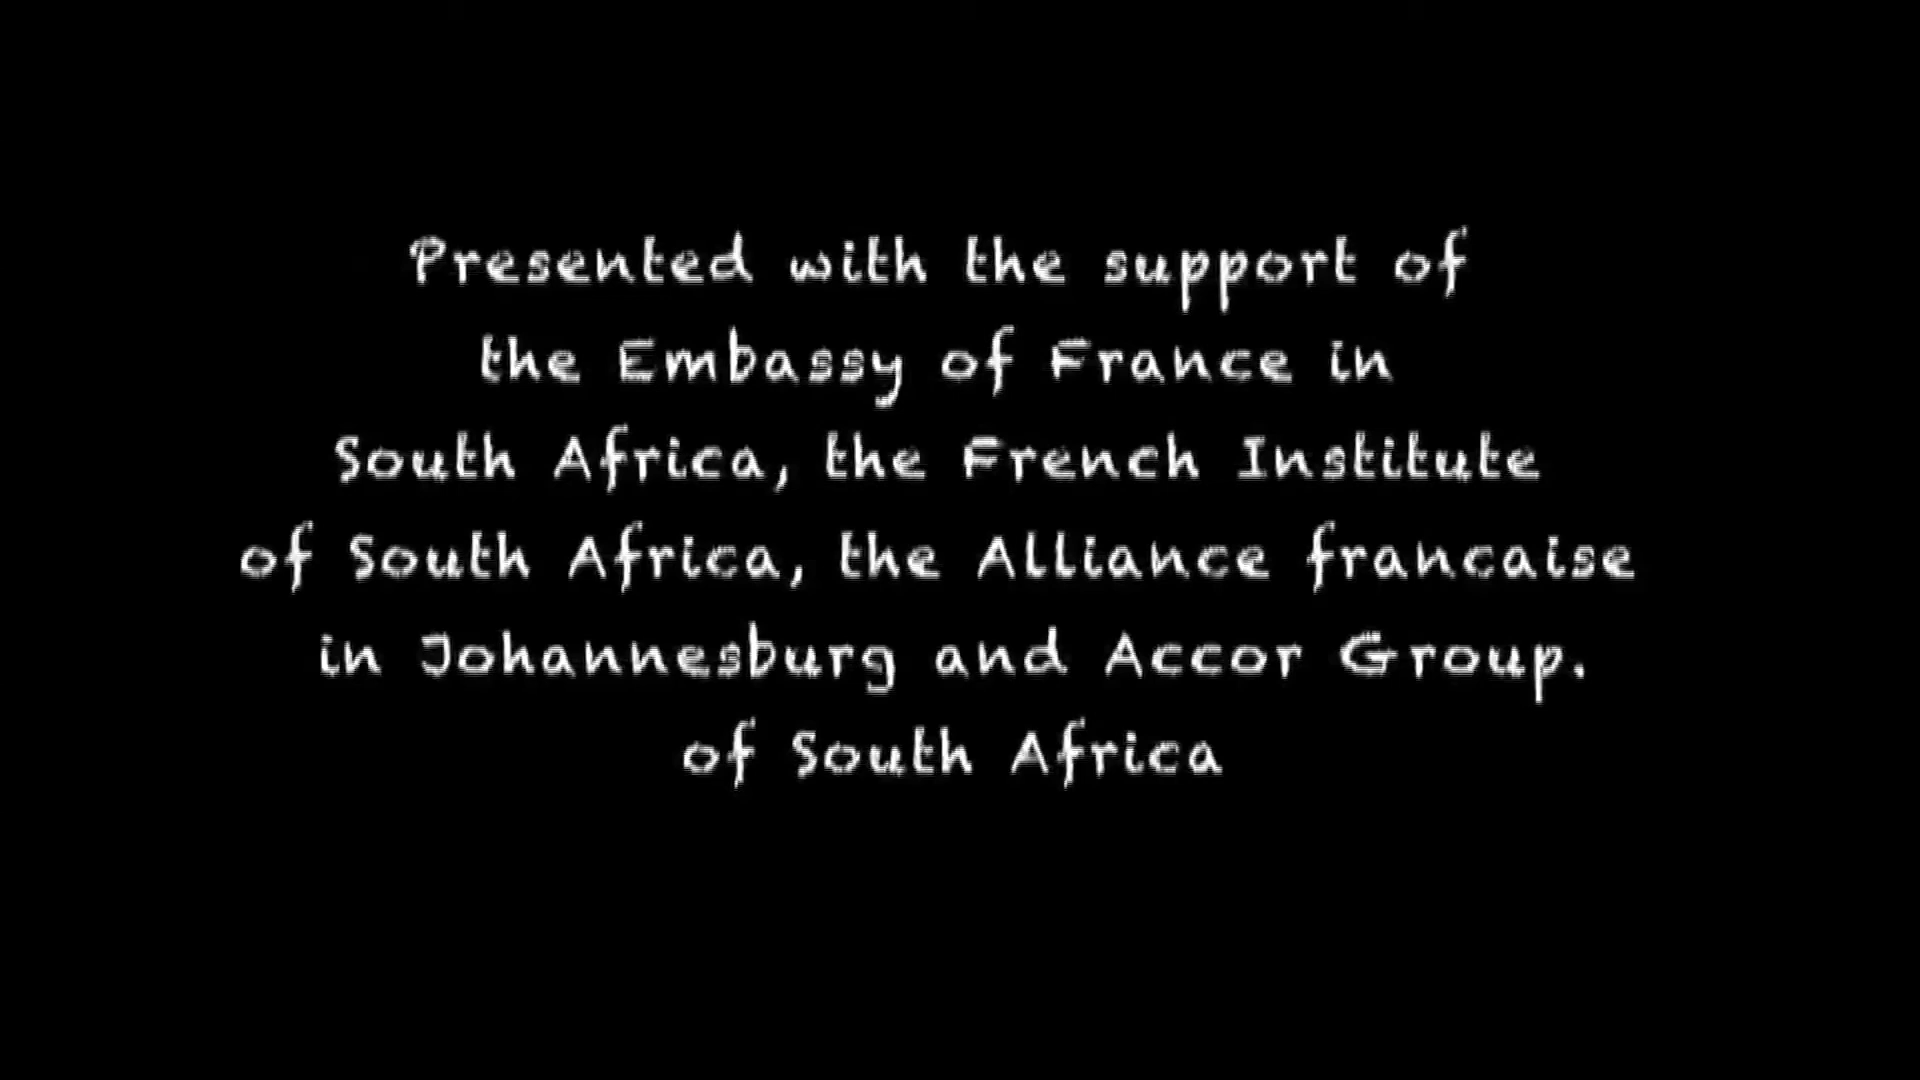 Presented with the support of
the Embassy of France in
South Africa, the French Institute
of South Africa, the Alliance francaise
in Johannesburg and Accor Group.
of South Africa